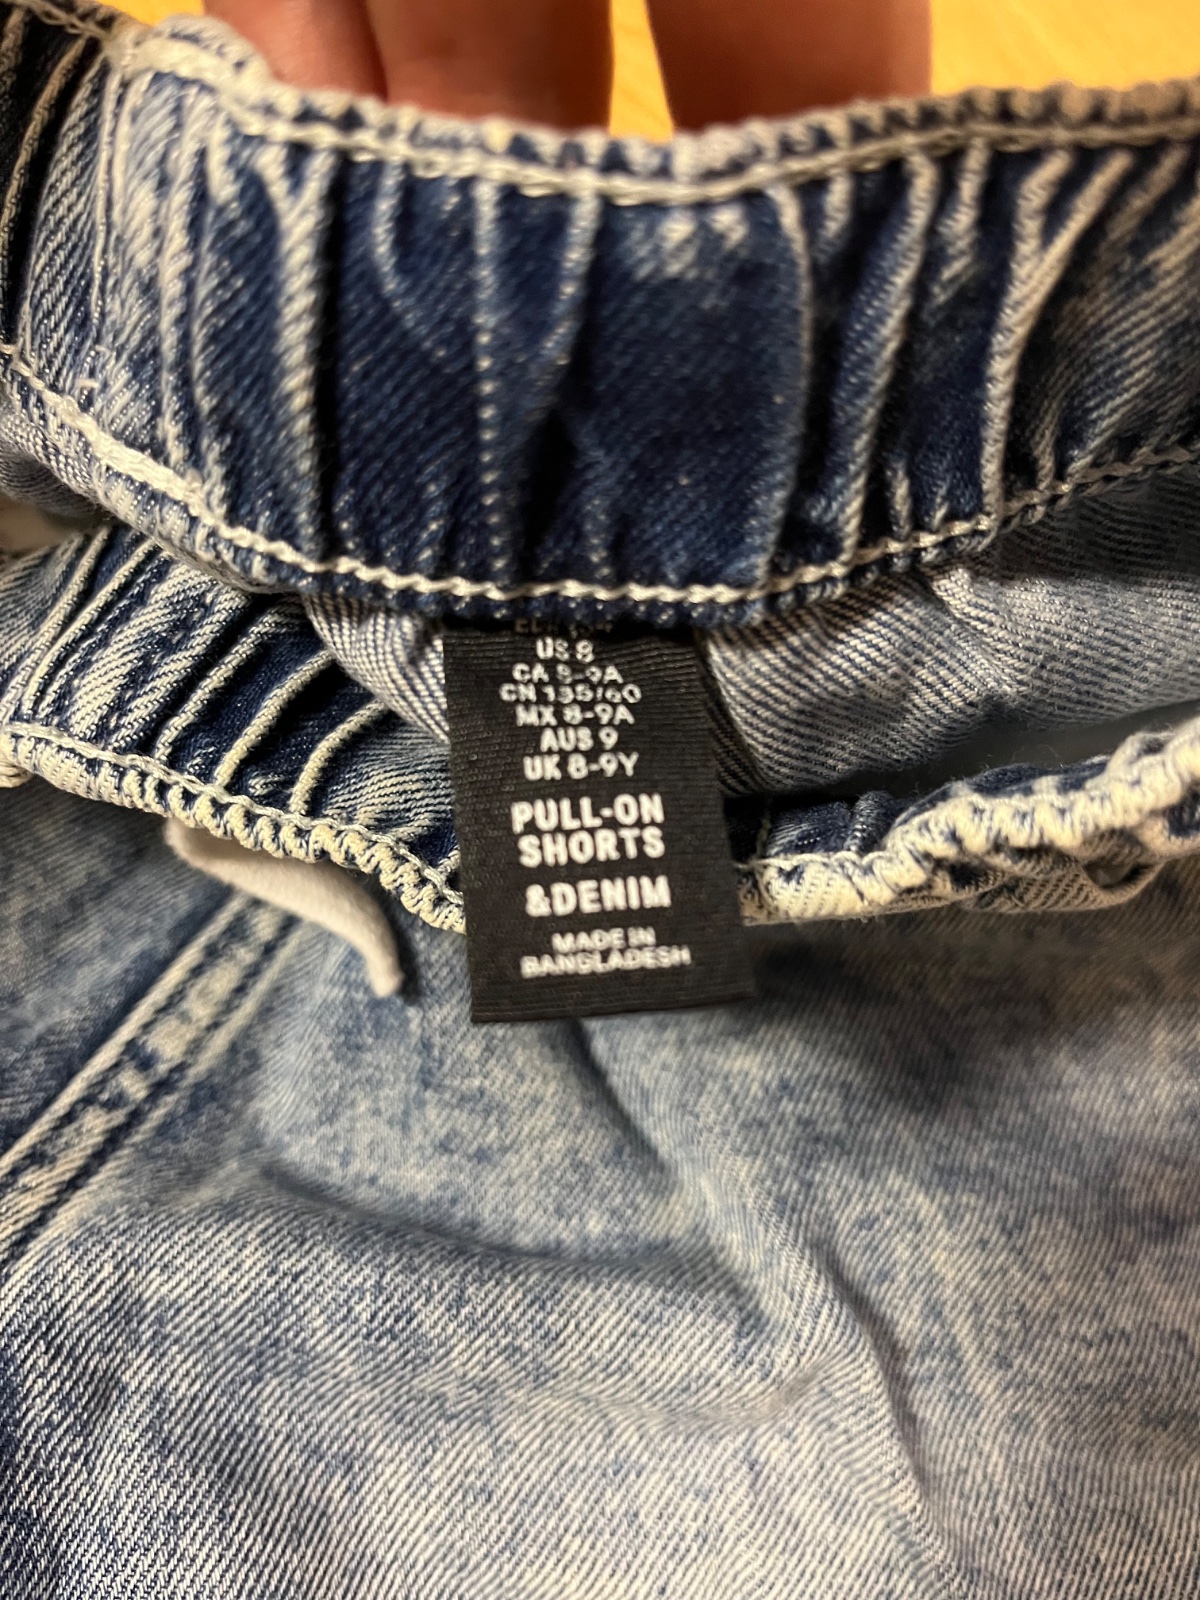 US 8
CA 8-9A
CN 135/60
MX 8-9A
AUS 9
UK 8-9Y
PULL-ON
SHORTS
&DENIM
MADE IN
BANGLADESH